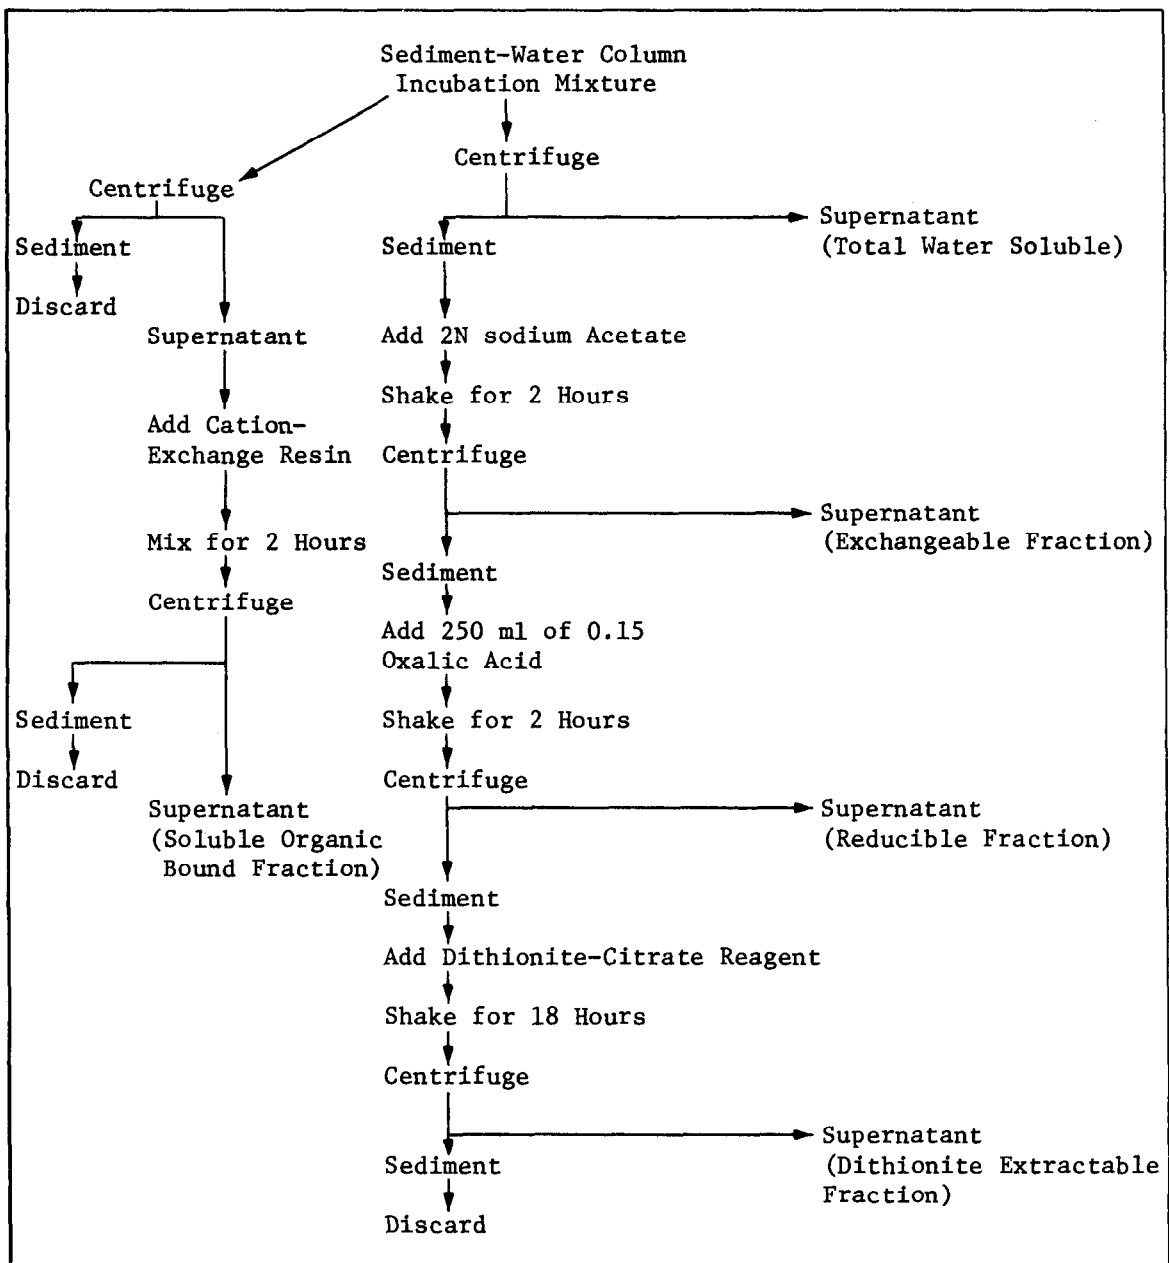 Sediment-Water Column
Incubation Mixture
Centrifuge
Sediment
Discard
Supernatant
Add Cation-
Exchange Resin
Mix for 2 Hours
Centrifuge
Sediment
Discard
Supernatant
(Soluble Organic
Bound Fraction)
Centrifuge
Supernatant
(Total Water Soluble)
Sediment
Add 2N sodium Acetate
Shake for 2 Hours
Centrifuge
Supernatant
(Exchangeable Fraction)
Sediment
Add 250 ml of 0.15
Oxalic Acid
Shake for 2 Hours
Centrifuge
Supernatant
(Reducible Fraction)
Sediment
Add Dithionite-Citrate Reagent
Shake for 18 Hours
Centrifuge
Supernatant
(Dithionite Extractable
Fraction)
Sediment
Discard